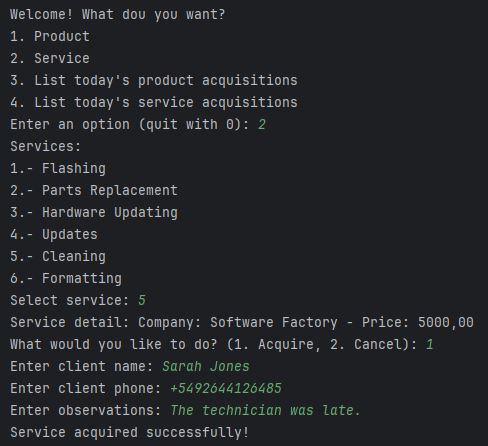 Welcome! What dou you want?
1. Product
2. Service
3. List today's product acquisitions
4. List today's service acquisitions
Enter an option (quit with 0): 2
Services:
1.- Flashing
2.- Parts Replacement
3.- Hardware Updating
4.- Updates
5.- Cleaning
6.- Formatting
Select service: 5
Service detail: Company: Software Factory - Price: 5000,00
What would you like to do? (1. Acquire, 2. Cancel): 1
Enter client name: Sarah Jones
Enter client phone: +5492644126485
Enter observations: The technician was late.
Service acquired successfully!